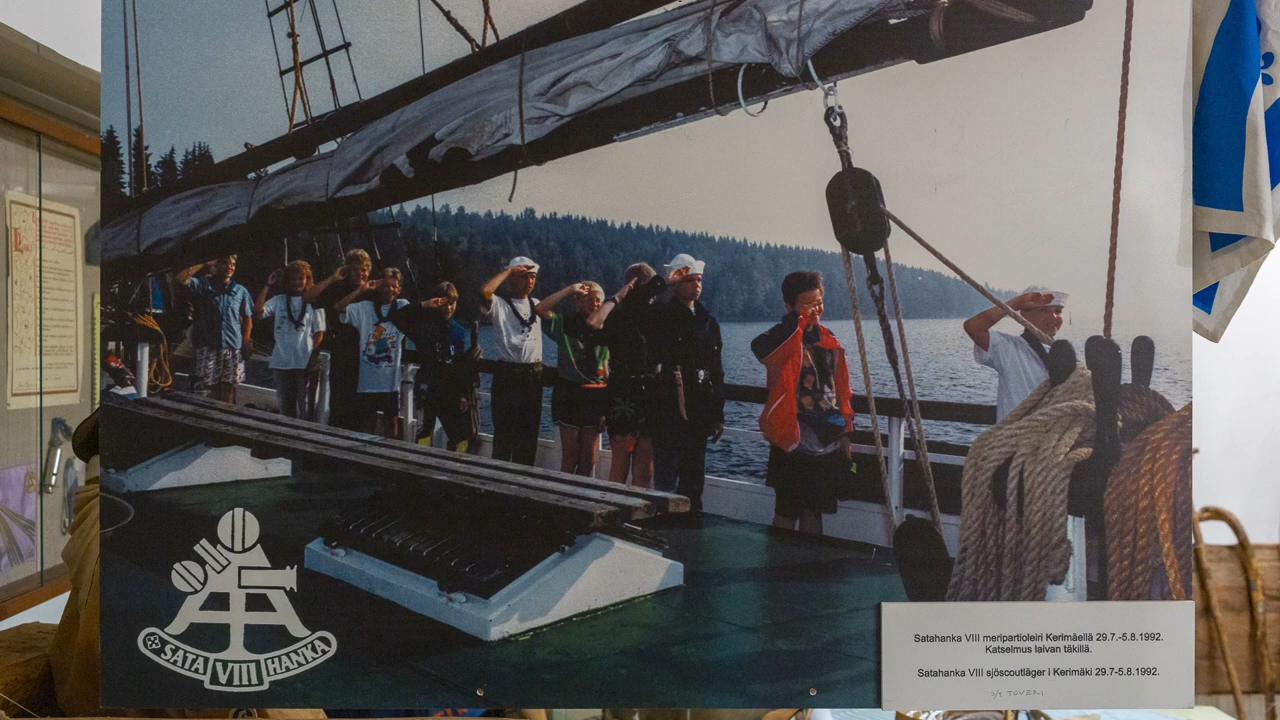 SATA VIII HANKA
Satahanka VIII meripartioleiri Kerimäellä 29.7.-5.8.1992.
Katselmus laivan täkillä.
Satahanka VIII sjöscoutläger i Kerimäki 29.7-5.8.1992.
S/Y TOVERI